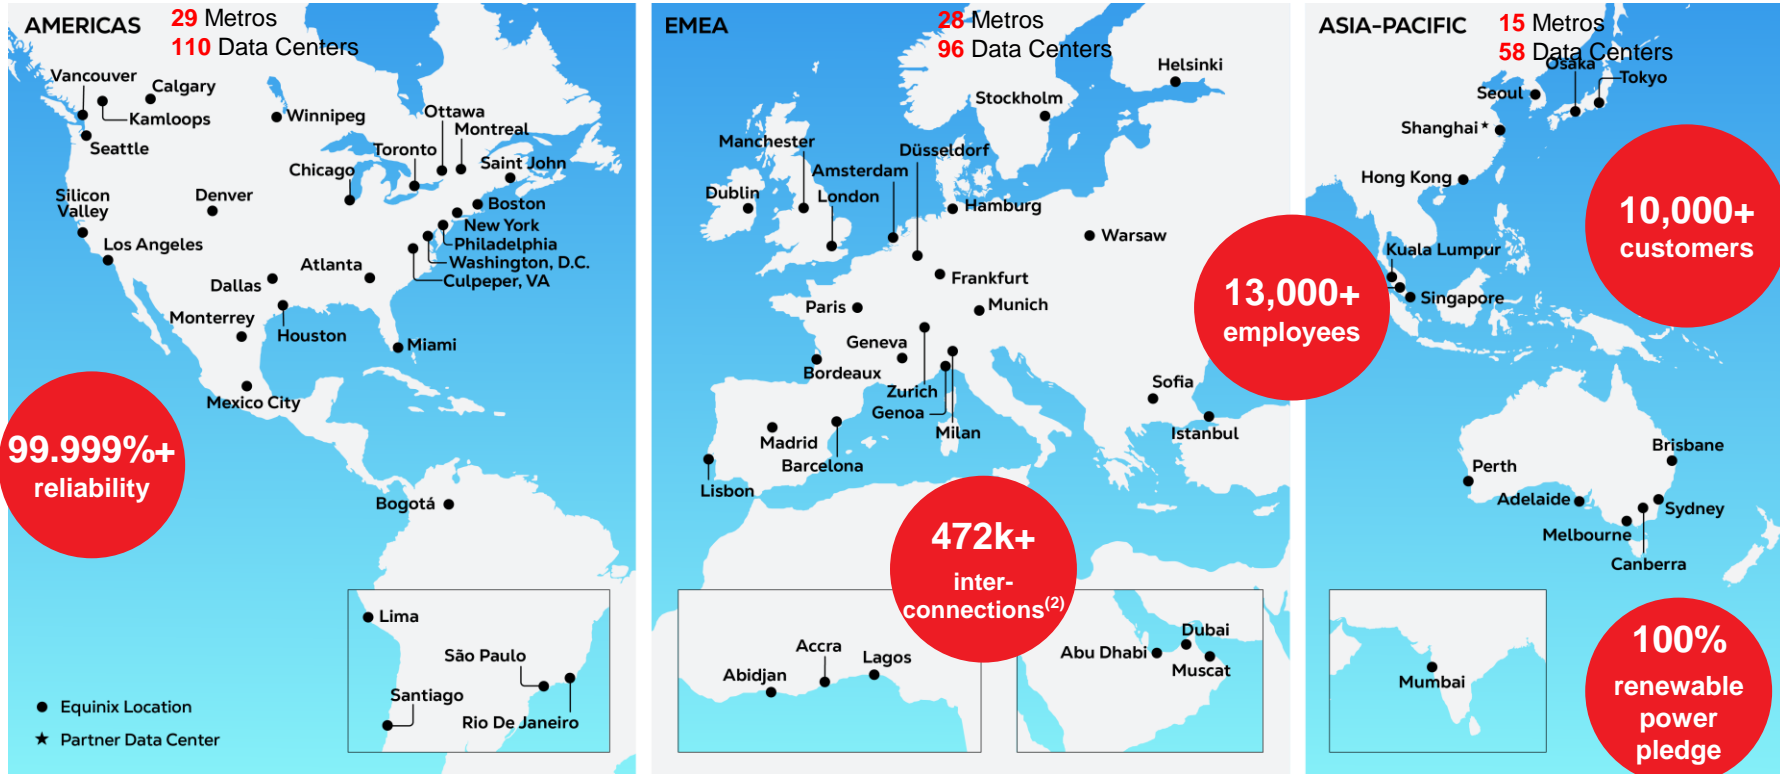 AMERICAS
29 Metros
110 Data Centers
Vancouver
Calgary
Kamloops
Seattle
Winnipeg
Ottawa
Montreal
Toronto
Saint John
Chicago
Silicon
Valley
Denver
Boston
New York
Philadelphia
Washington, D.C.
Culpeper, VA
Los Angeles
Atlanta
Dallas
Monterrey
Houston
Miami
Mexico City
99.999%+
reliability
Bogotá
Lima
São Paulo
Santiago
Rio De Janeiro
● Equinix Location
★ Partner Data Center
EMEA
28 Metros
96 Data Centers
Helsinki
Stockholm
Manchester
Düsseldorf
Amsterdam
Dublin
London
Hamburg
Warsaw
Frankfurt
Paris
Munich
Geneva
Bordeaux
Zurich
Genoa
Milan
Sofia
Istanbul
Madrid
Barcelona
Lisbon
472k+
inter-
connections(2)
Accra
Abidjan
Lagos
Dubai
Abu Dhabi
Muscat
13,000+
employees
ASIA-PACIFIC
15 Metros
58 Data Centers
Osaka
Tokyo
Seoul
Shanghai★
Hong Kong
10,000+
customers
Kuala Lumpur
Singapore
Brisbane
Perth
Adelaide
Sydney
Melbourne
Canberra
Mumbai
100%
renewable
power
pledge